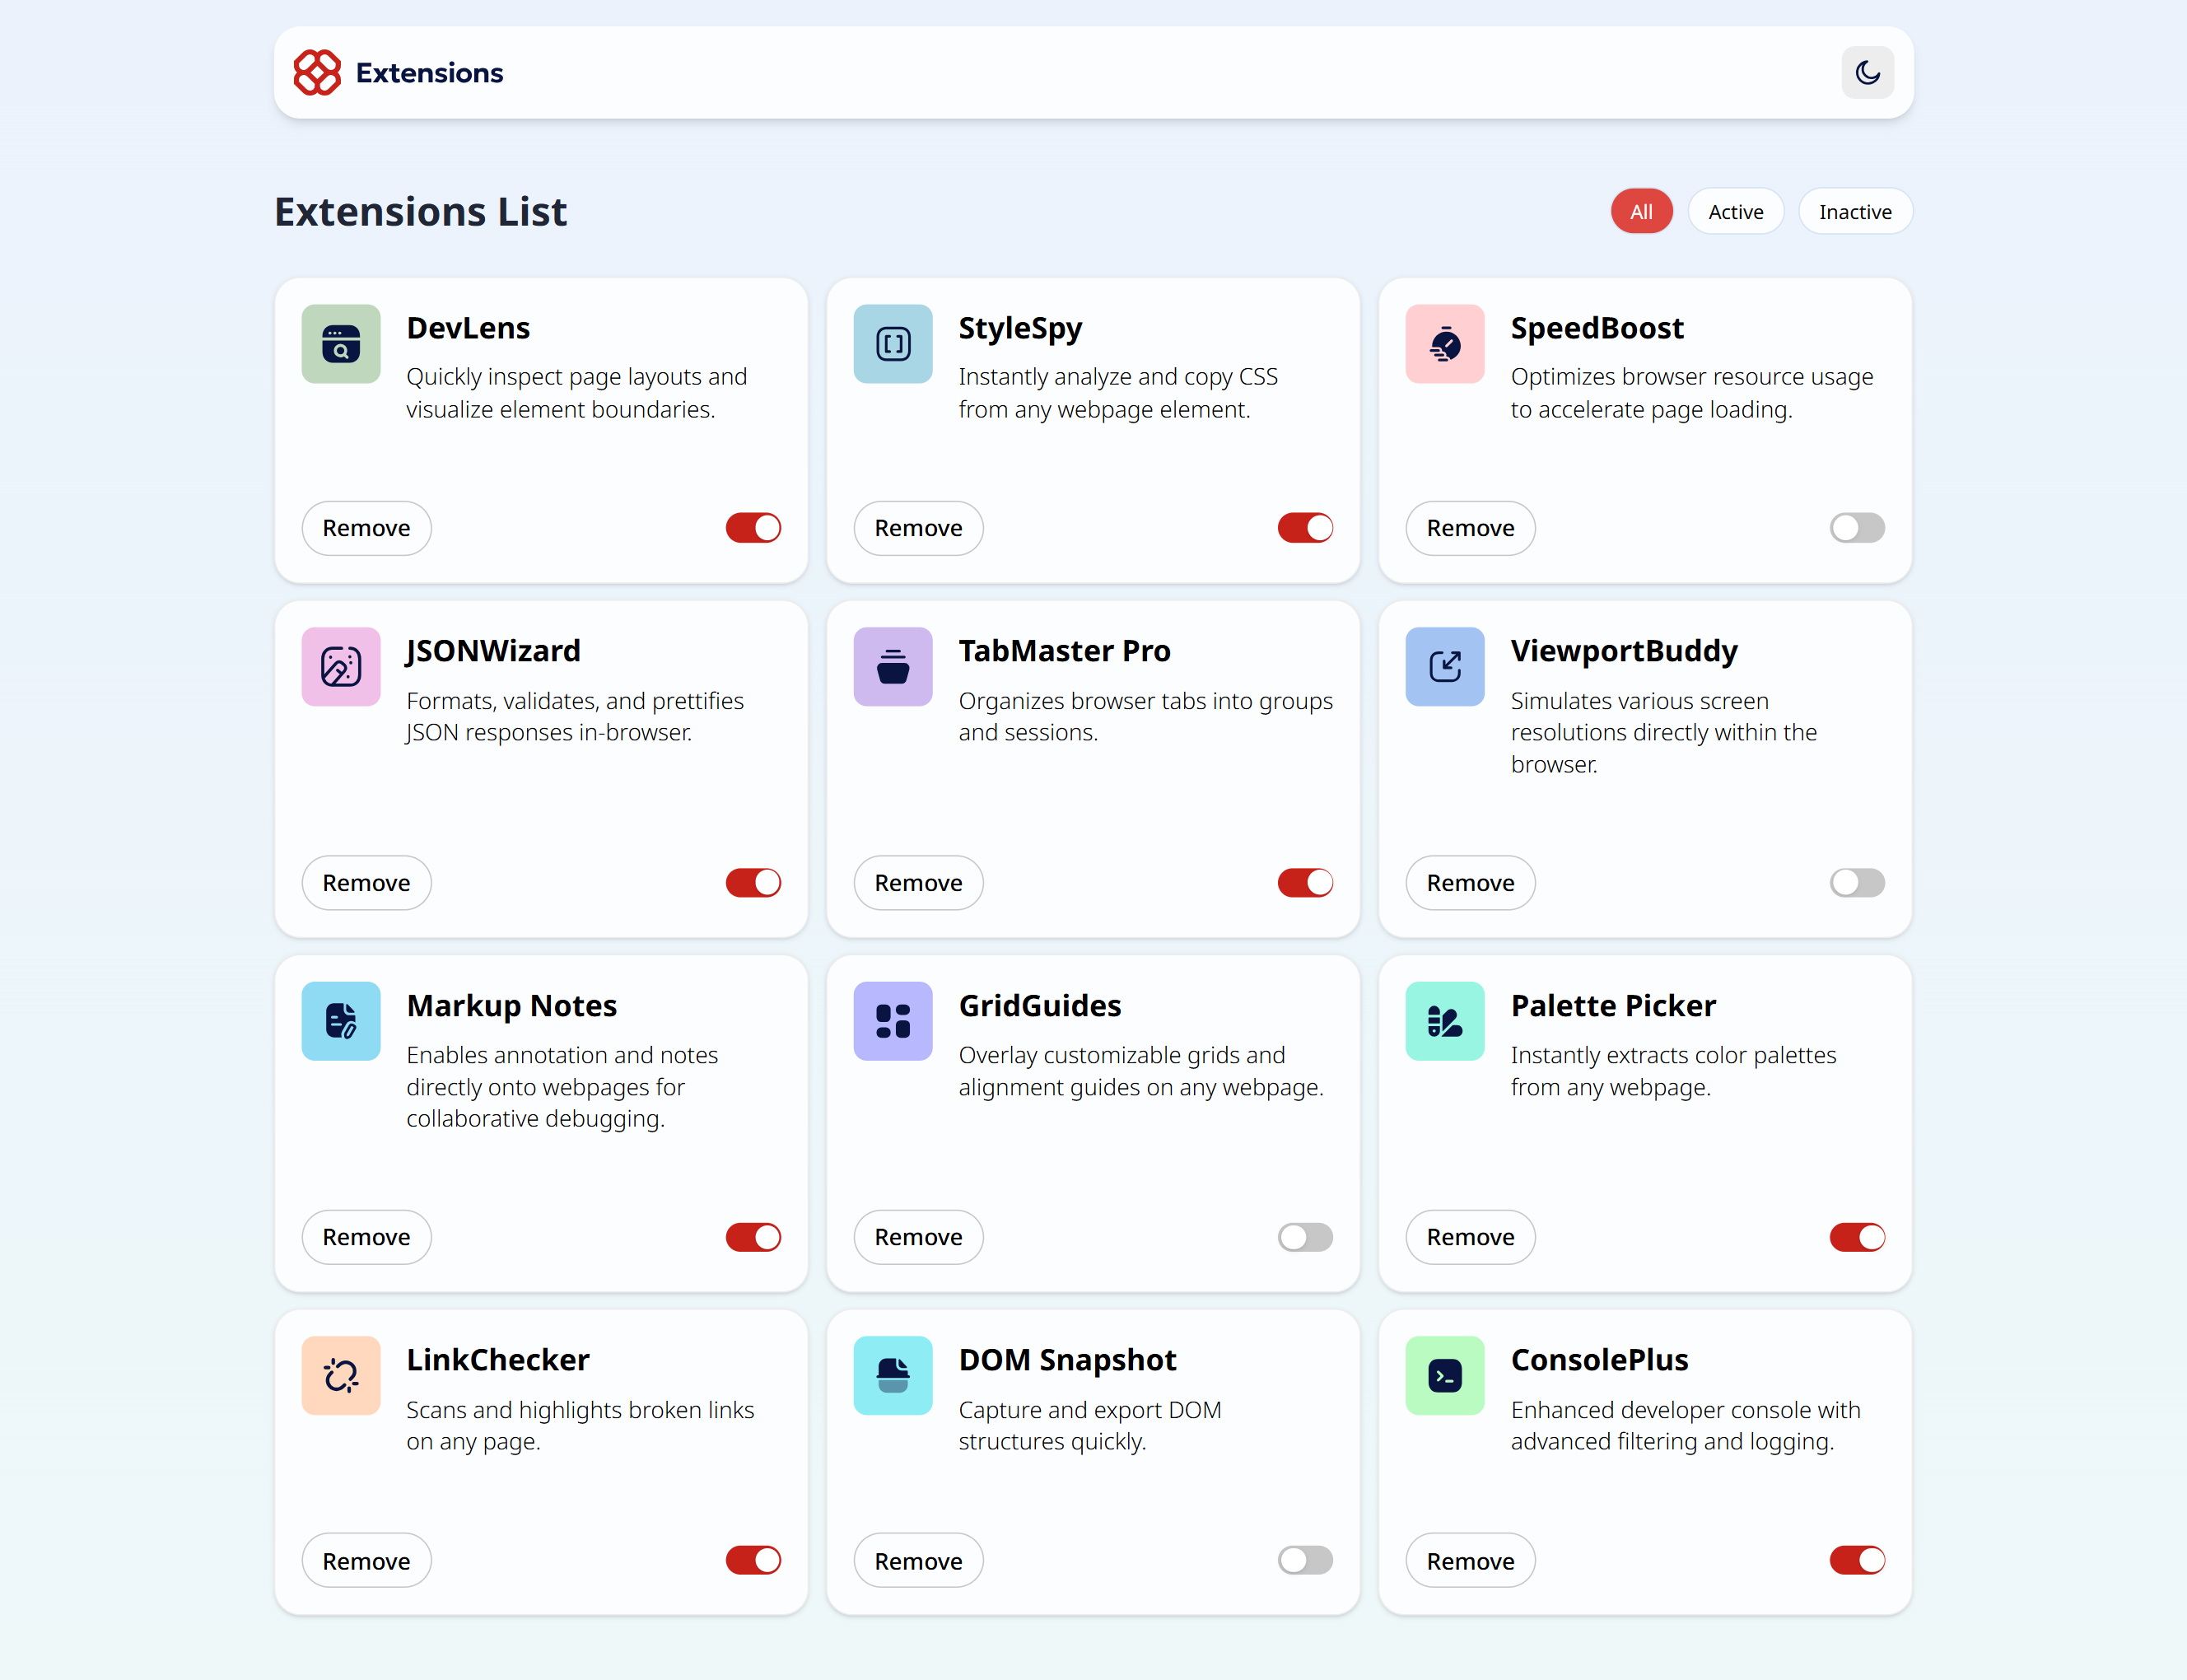 Extensions
Extensions List
All
Active
Inactive
DevLens
Quickly inspect page layouts and
visualize element boundaries.
Remove
StyleSpy
Instantly analyze and copy CSS
from any webpage element.
Remove
SpeedBoost
Optimizes browser resource usage
to accelerate page loading.
Remove
JSONWizard
Formats, validates, and prettifies
JSON responses in-browser.
Remove
TabMaster Pro
Organizes browser tabs into groups
and sessions.
Remove
ViewportBuddy
Simulates various screen
resolutions directly within the
browser.
Remove
Markup Notes
Enables annotation and notes
directly onto webpages for
collaborative debugging.
Remove
GridGuides
Overlay customizable grids and
alignment guides on any webpage.
Remove
Palette Picker
Instantly extracts color palettes
from any webpage.
Remove
LinkChecker
Scans and highlights broken links
on any page.
Remove
DOM Snapshot
Capture and export DOM
structures quickly.
Remove
ConsolePlus
Enhanced developer console with
advanced filtering and logging.
Remove